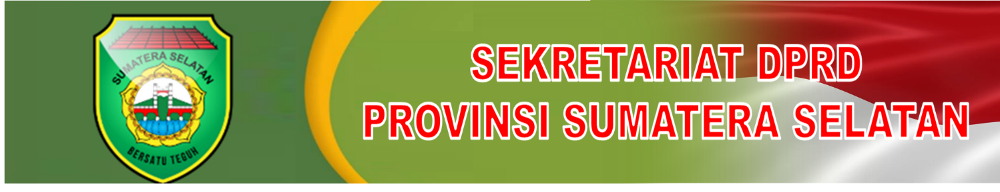 SUMATERA SELATAN
BERSATU TEGUH
SEKRETARIAT DPRD
PROVINSI SUMATERA SELATAN